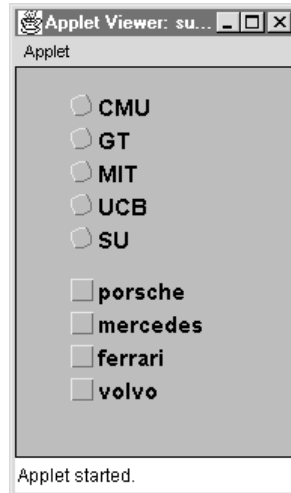 Applet Viewer: su...
Applet
CMU
GT
MIT
UCB
SU
porsche
mercedes
ferrari
volvo
Applet started.